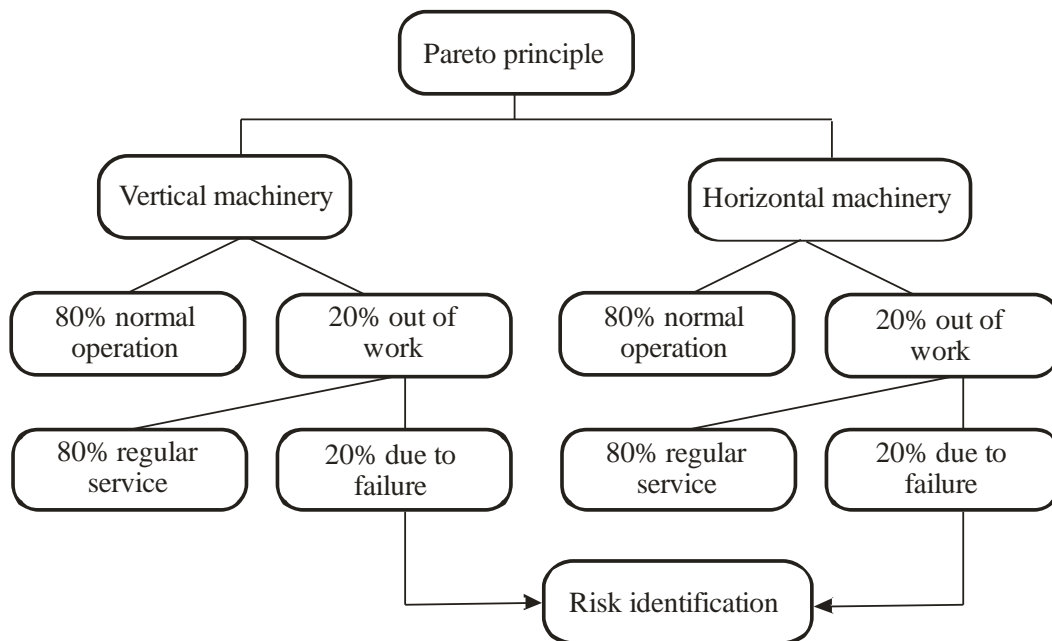 Pareto principle
Vertical machinery
Horizontal machinery
80% normal
operation
20% out of
work
80% normal
operation
20% out of
work
80% regular
service
20% due to
failure
80% regular
service
20% due to
failure
Risk identification